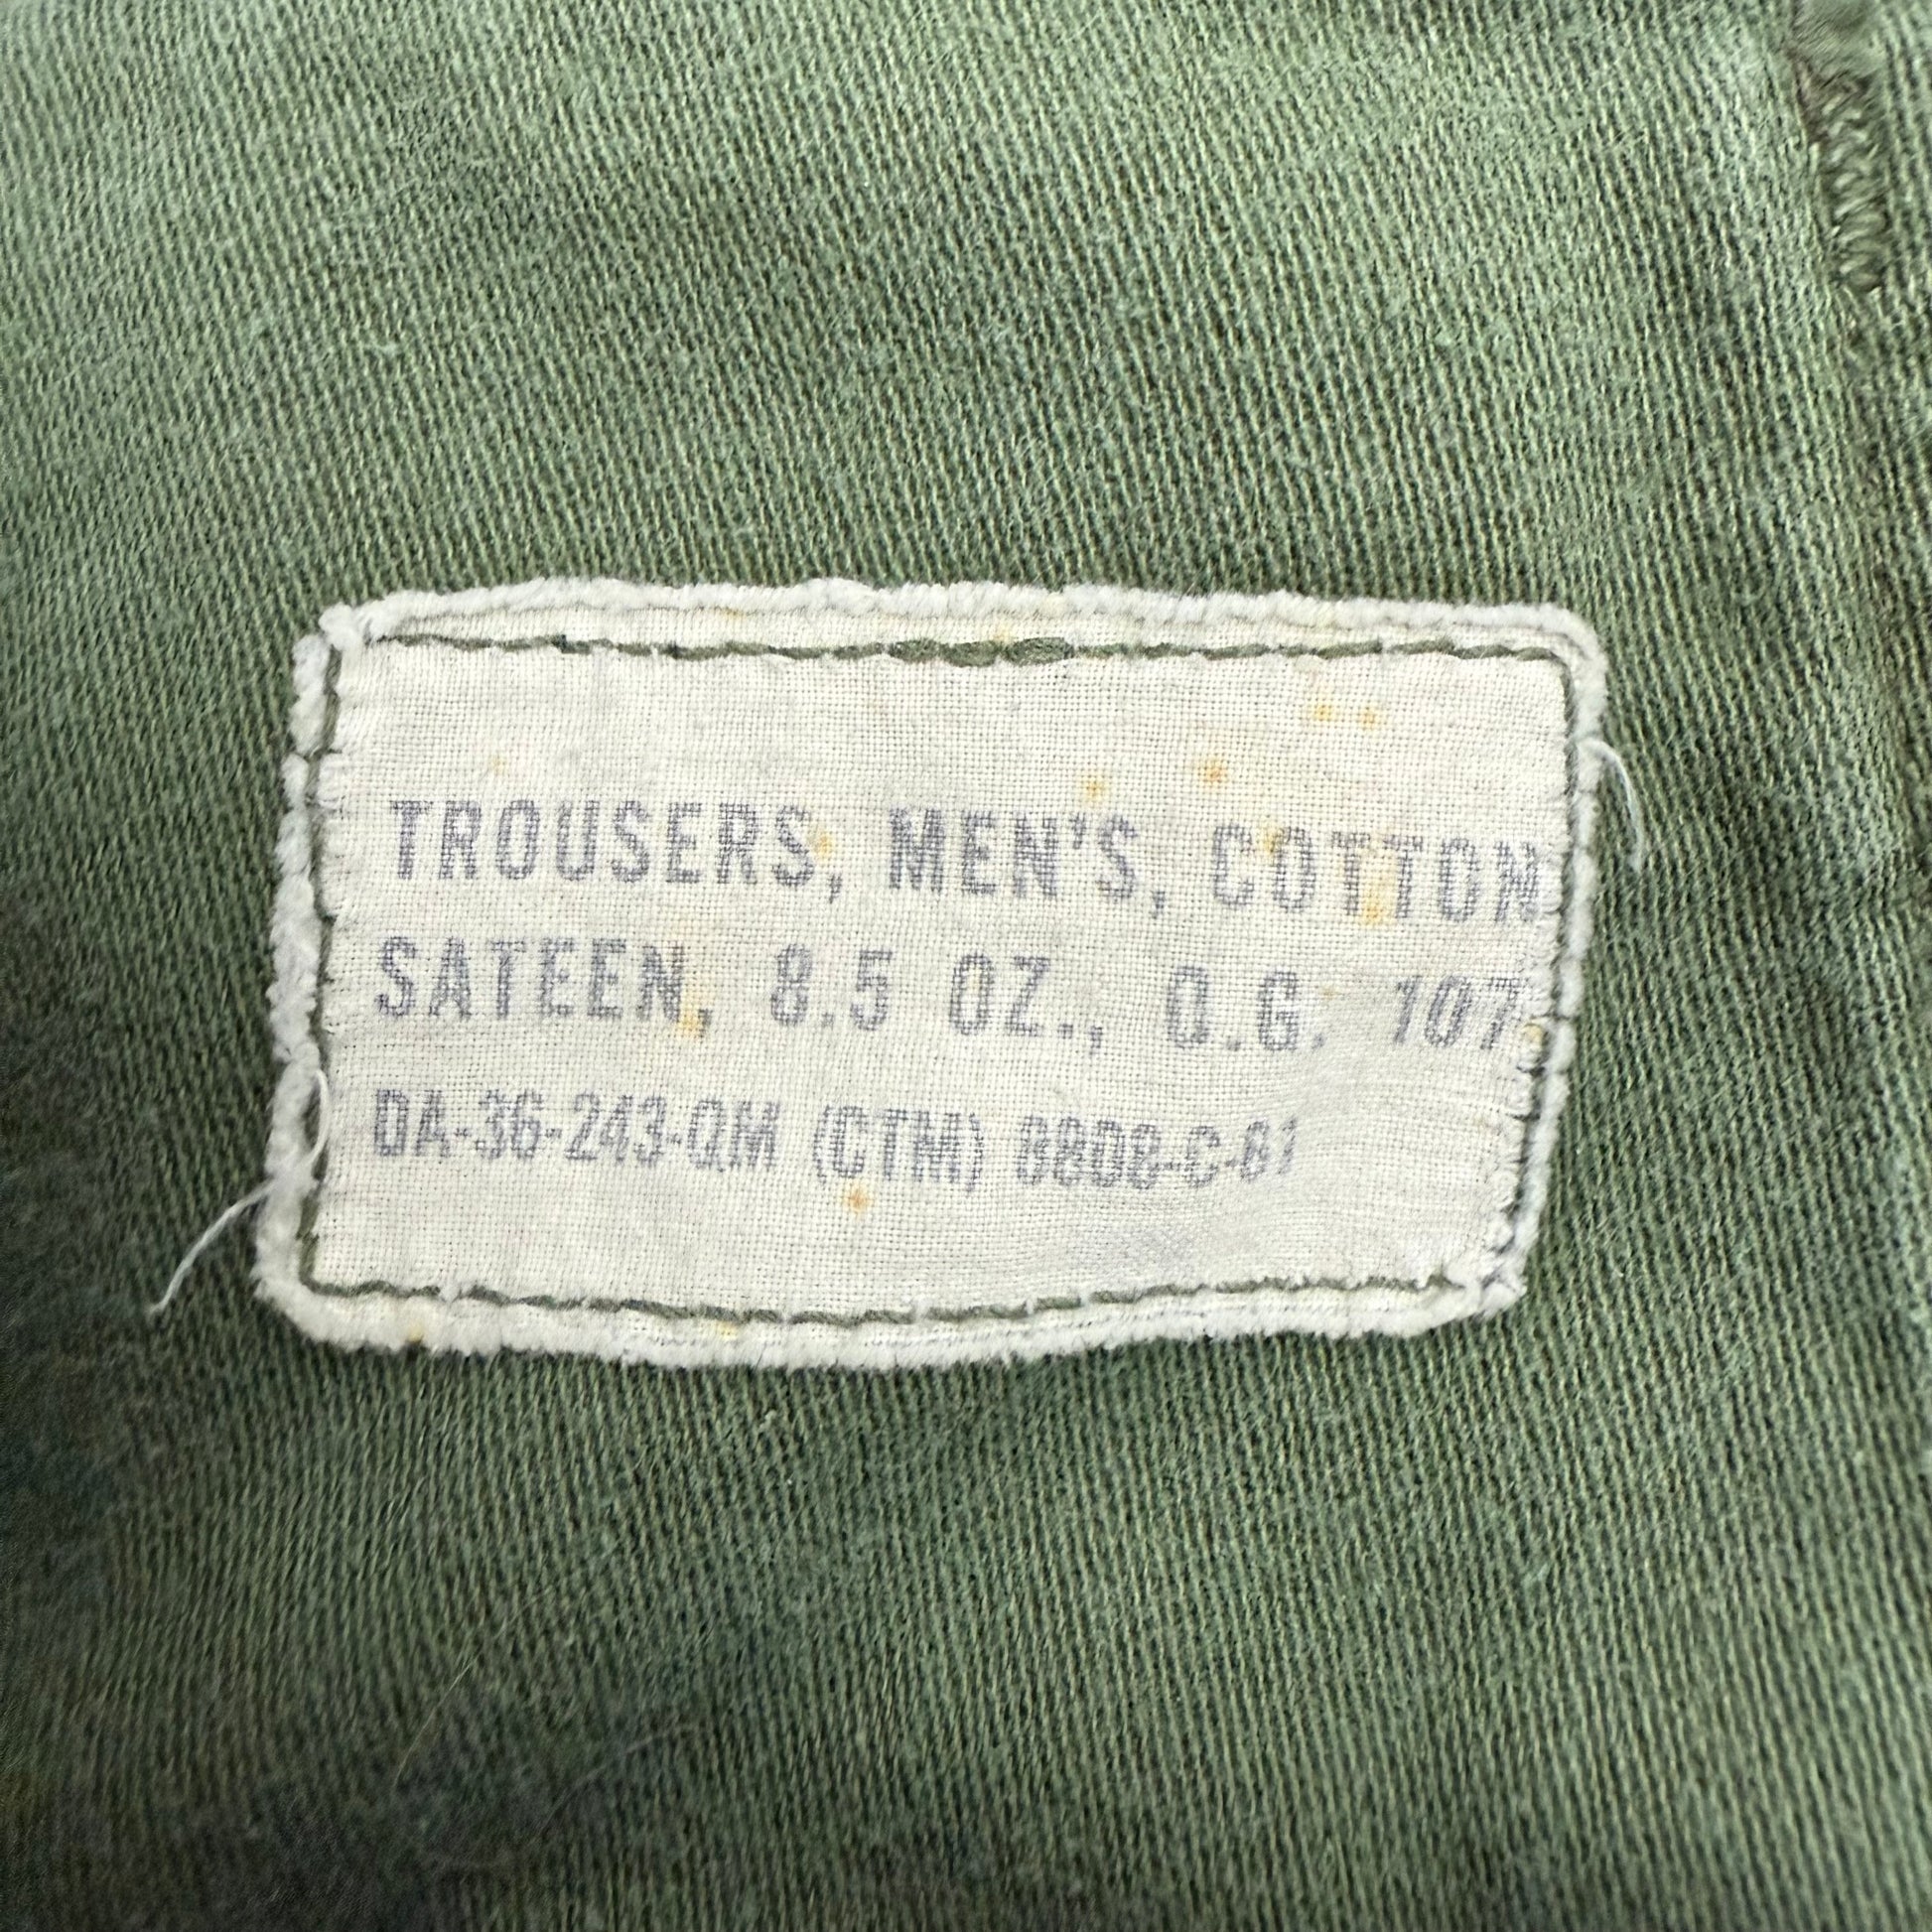 TROUSERS, MEN'S, COTTON
SATEEN, 8.5 OZ., O.G. 107
DA-36-243-QM (CTM) 8808-C-61